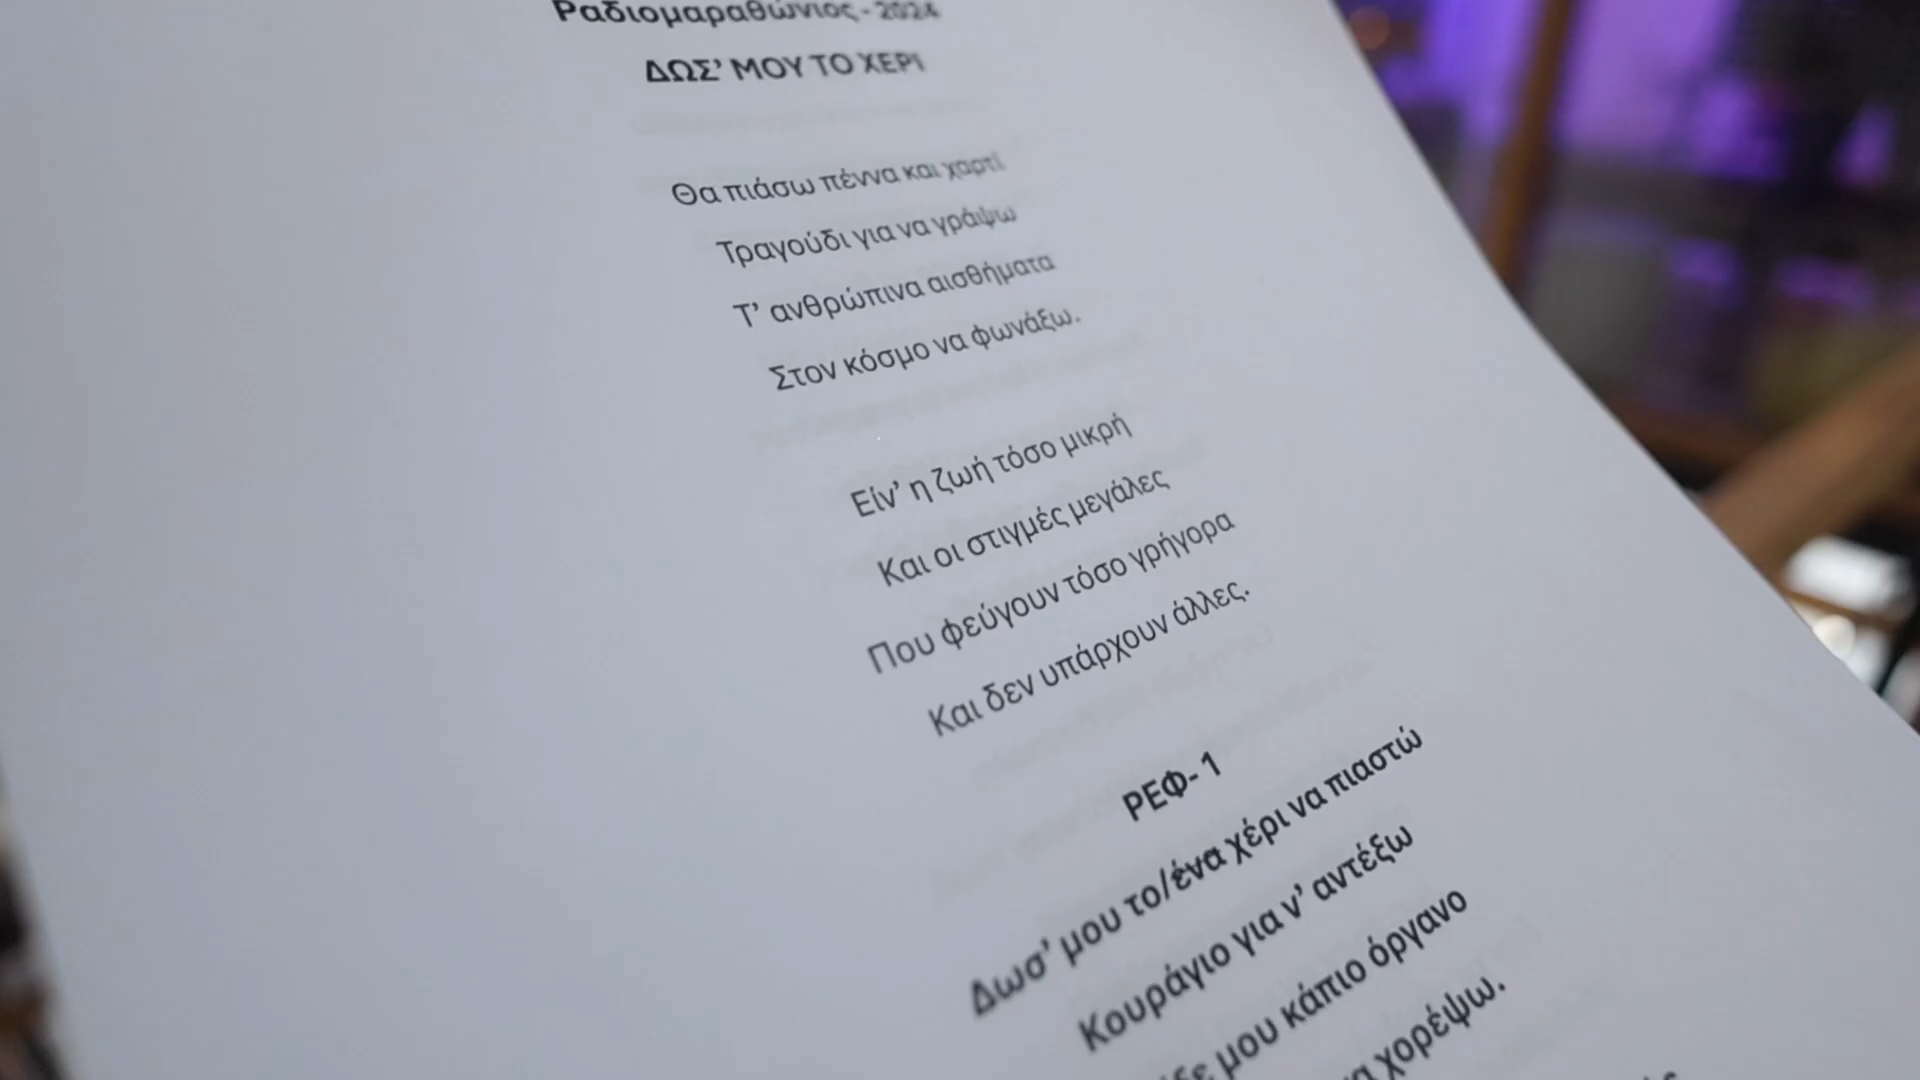 Ραδιομαραθώνιος - 2024
ΔΩΣ’ ΜΟΥ ΤΟ ΧΕΡΙ
Θα πιάσω πέννα και χαρτί
Τραγούδι για να γράψω
Τ’ ανθρώπινα αισθήματα
Στον κόσμο να φωνάξω.
Είν’ η ζωή τόσο μικρή
Και οι στιγμές μεγάλες
Που φεύγουν τόσο γρήγορα
Και δεν υπάρχουν άλλες.
ΡΕΦ- 1
Δωσ’ μου το/ένα χέρι να πιαστώ
Κουράγιο για ν’ αντέξω
μου κάπιο όργανο
χορέψω.